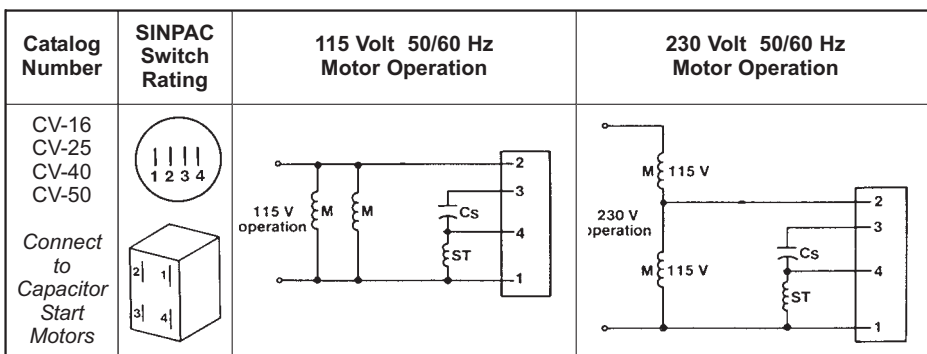 Catalog
Number
SINPAC
Switch
Rating
115 Volt 50/60 Hz
Motor Operation
230 Volt 50/60 Hz
Motor Operation
CV-16
CV-25
CV-40
CV-50
Connect
to
Capacitor
Start
Motors
1 2 3 4
2 1
3 4
115 V
operation
M M
CS
ST
2
3
4
1
230 V
peration
M 115 V
M 115 V
CS
ST
2
3
4
1